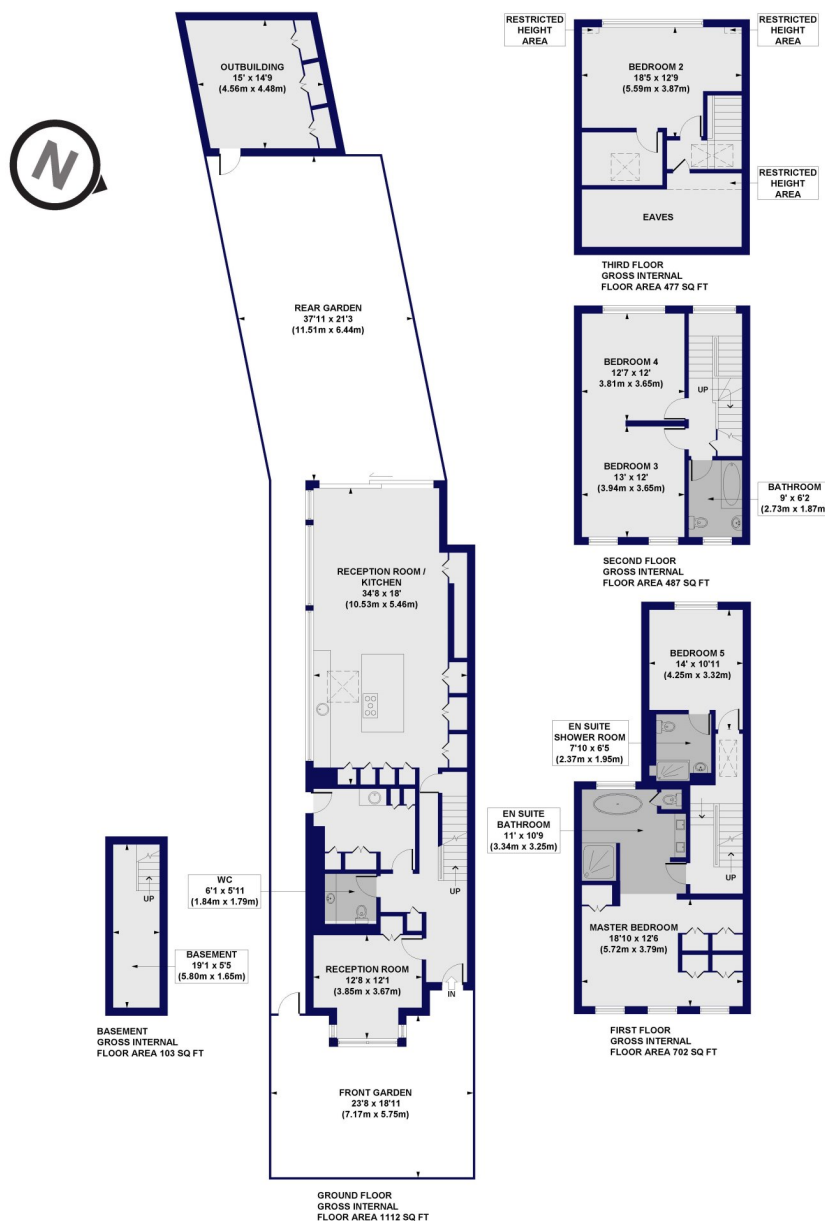 OUTBUILDING
15' x 14'9
(4.56m x 4.48m)
N
REAR GARDEN
37'11 x 21'3
(11.51m x 6.44m)
RECEPTION ROOM /
KITCHEN
34'8 x 18'
(10.53m x 5.46m)
WC
6'1 x 5'11
(1.84m x 1.79m)
UP
RECEPTION ROOM
12'8 x 12'1
(3.85m x 3.67m)
IN
FRONT GARDEN
23'8 x 18'11
(7.17m x 5.75m)
GROUND FLOOR
GROSS INTERNAL
FLOOR AREA 1112 SQ FT
UP
BASEMENT
19'1 x 5'5
(5.80m x 1.65m)
BASEMENT
GROSS INTERNAL
FLOOR AREA 103 SQ FT
RESTRICTED
HEIGHT
AREA
RESTRICTED
HEIGHT
AREA
BEDROOM 2
18'5 x 12'9
(5.59m x 3.87m)
RESTRICTED
HEIGHT
AREA
EAVES
THIRD FLOOR
GROSS INTERNAL
FLOOR AREA 477 SQ FT
BEDROOM 4
12'7 x 12'
3.81m x 3.65m)
UP
BEDROOM 3
13' x 12'
(3.94m x 3.65m)
BATHROOM
9' x 6'2
(2.73m x 1.87m)
SECOND FLOOR
GROSS INTERNAL
FLOOR AREA 487 SQ FT
BEDROOM 5
14' x 10'11
(4.25m x 3.32m)
EN SUITE
SHOWER ROOM
7'10 x 6'5
(2.37m x 1.95m)
EN SUITE
BATHROOM
11' x 10'9
(3.34m x 3.25m)
UP
MASTER BEDROOM
18'10 x 12'6
(5.72m x 3.79m)
FIRST FLOOR
GROSS INTERNAL
FLOOR AREA 702 SQ FT